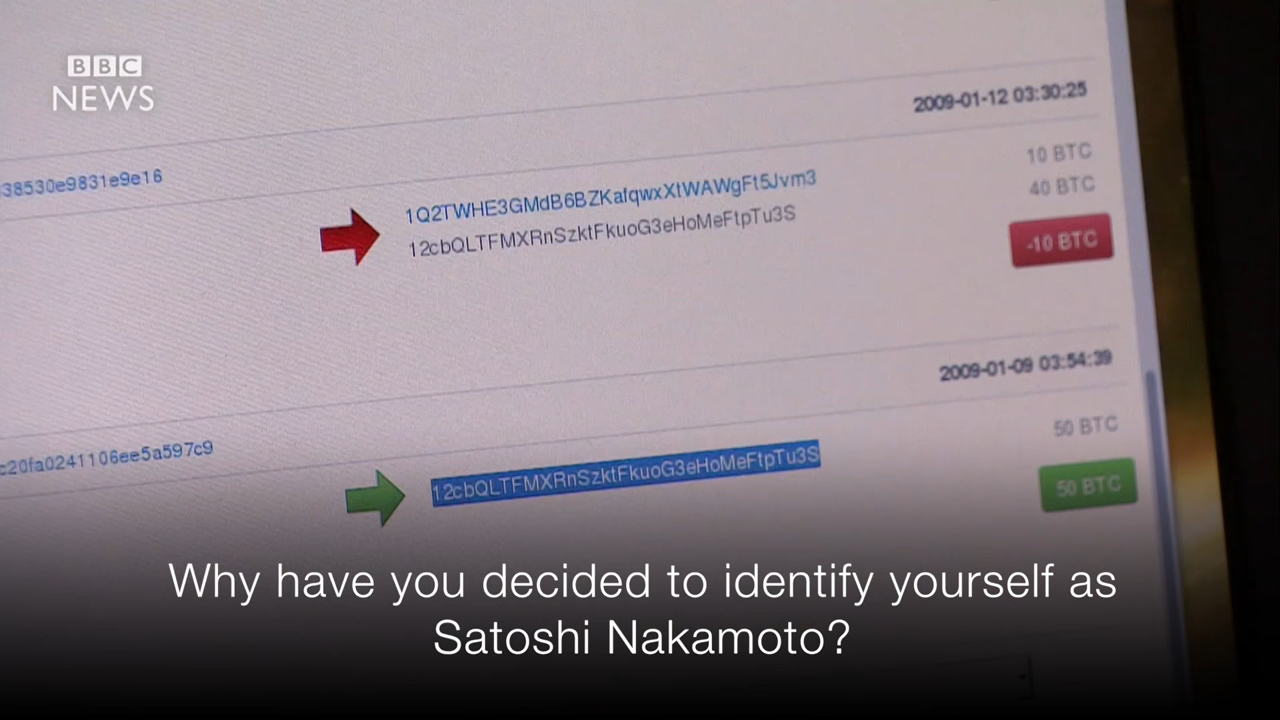 BBC
NEWS
2009-01-12 03:30:25
38530e9831e9e16
10 BTC
1Q2TWHE3GMdB6BZKafqwxXtWAWgFt5Jvm3
40 BTC
12cbQLTFMXRnSzktFkuoG3eHoMeFtpTu3S
-10 BTC
2009-01-09 03:54:39
50 BTC
c20fa0241106ee5a597c9
12cbQLTFMXRnSzktFkuoG3eHoMeFtpTu3S
50 BTC
Why have you decided to identify yourself as
Satoshi Nakamoto?